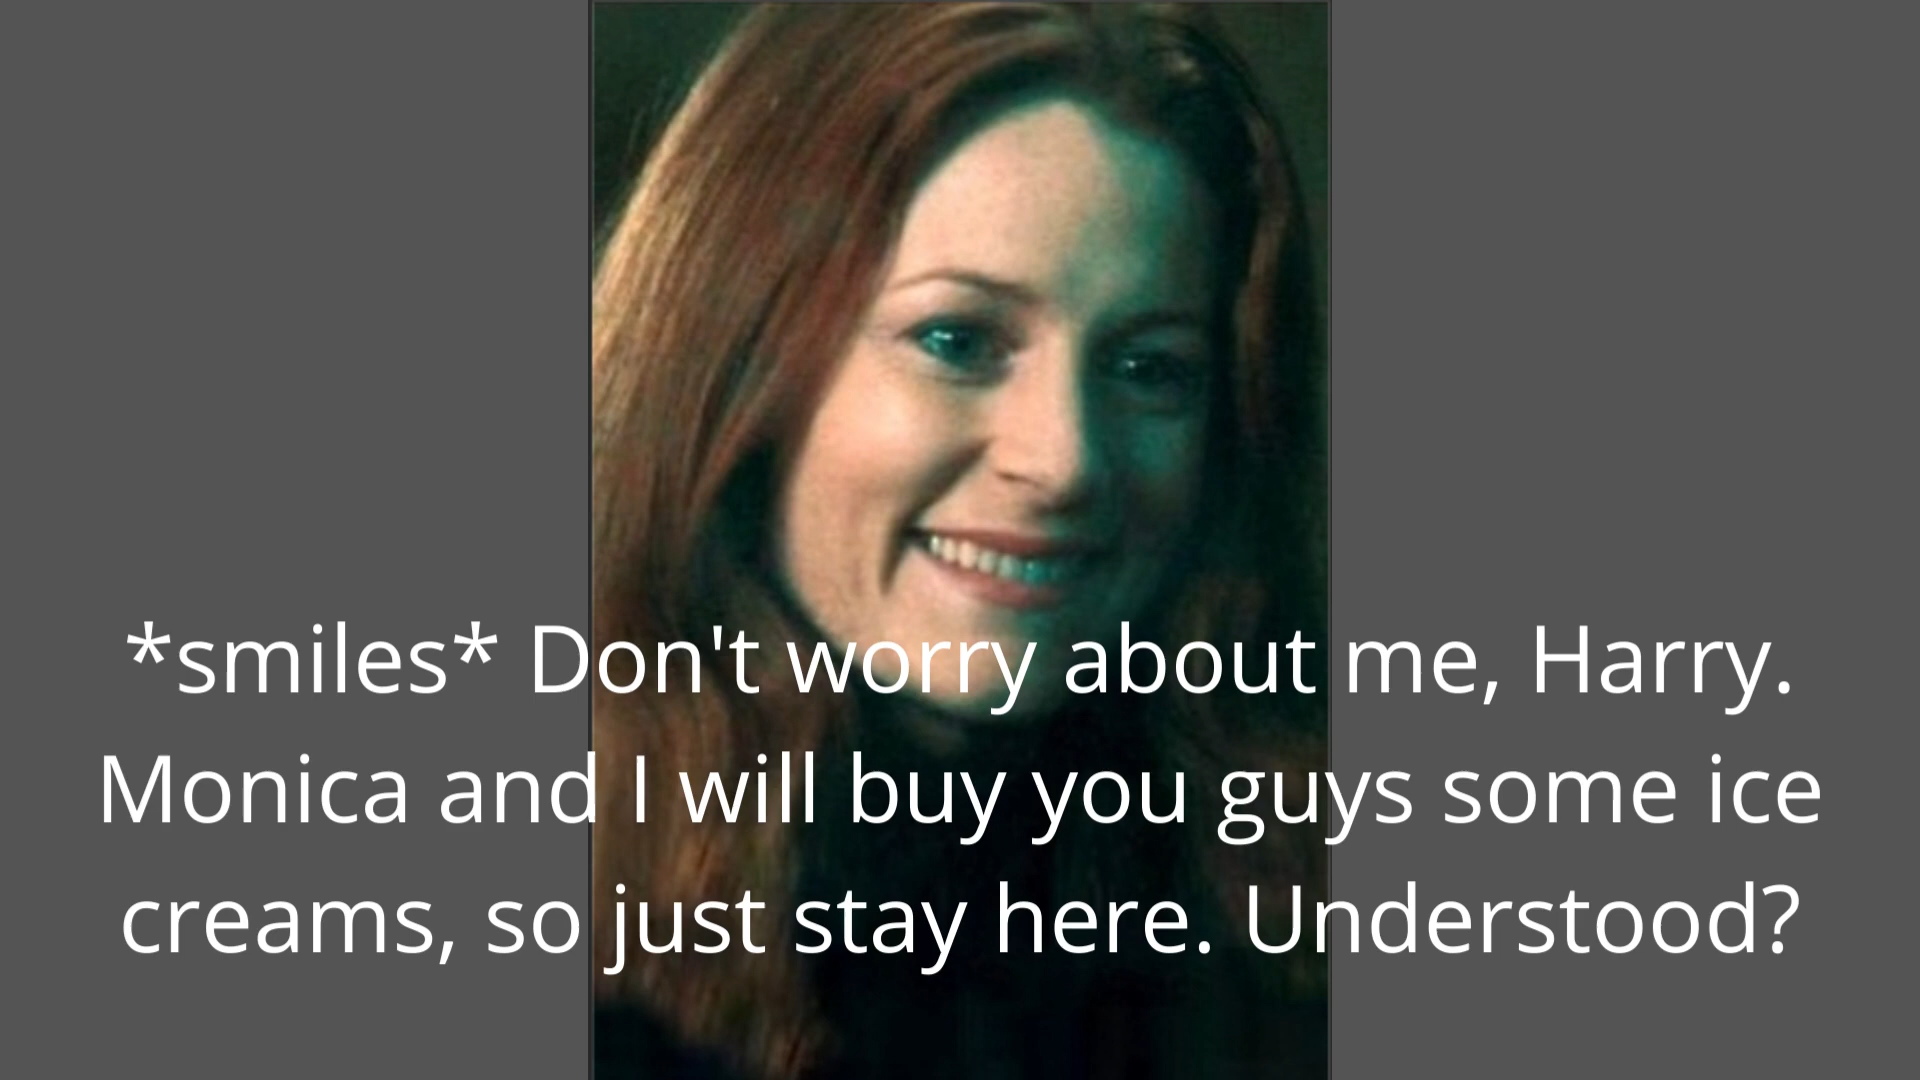 *smiles* Don't worry about me, Harry.
Monica and I will buy you guys some ice
creams, so just stay here. Understood?